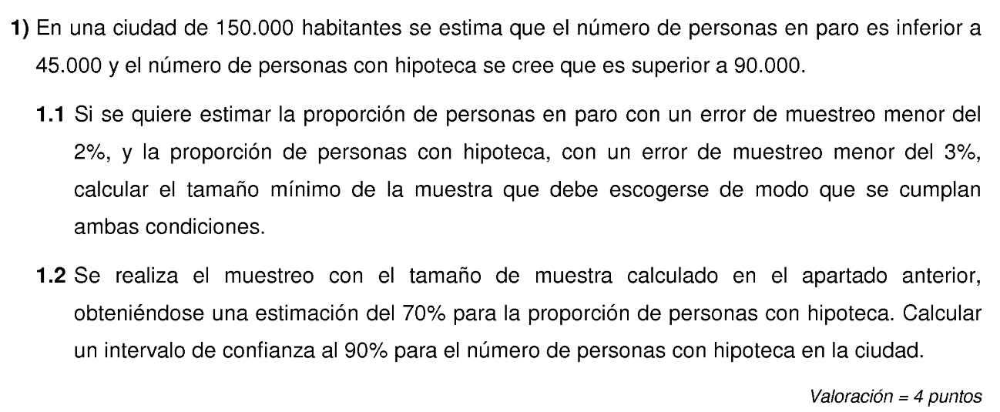 1) En una ciudad de 150.000 habitantes se estima que el número de personas en paro es inferior a
45.000 y el número de personas con hipoteca se cree que es superior a 90.000.
1.1 Si se quiere estimar la proporción de personas en paro con un error de muestreo menor del
2%, y la proporción de personas con hipoteca, con un error de muestreo menor del 3%,
calcular el tamaño mínimo de la muestra que debe escogerse de modo que se cumplan
ambas condiciones.
1.2 Se realiza el muestreo con el tamaño de muestra calculado en el apartado anterior,
obteniéndose una estimación del 70% para la proporción de personas con hipoteca. Calcular
un intervalo de confianza al 90% para el número de personas con hipoteca en la ciudad.
Valoración = 4 puntos